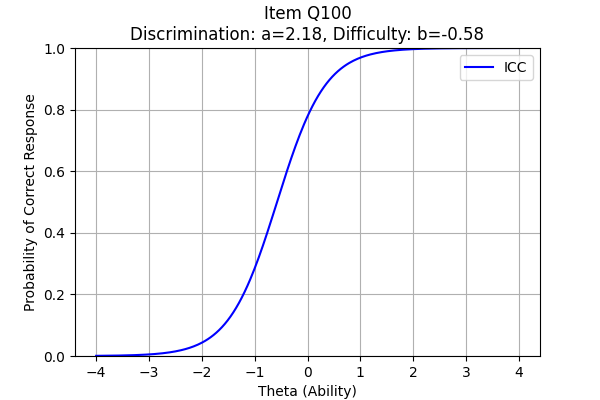 Item Q100
Discrimination: a=2.18, Difficulty: b=-0.58
1.0
0.8
0.6
0.4
0.2
0.0
Probability of Correct Response
ICC
−4 −3 −2 −1 0 1 2 3 4
Theta (Ability)